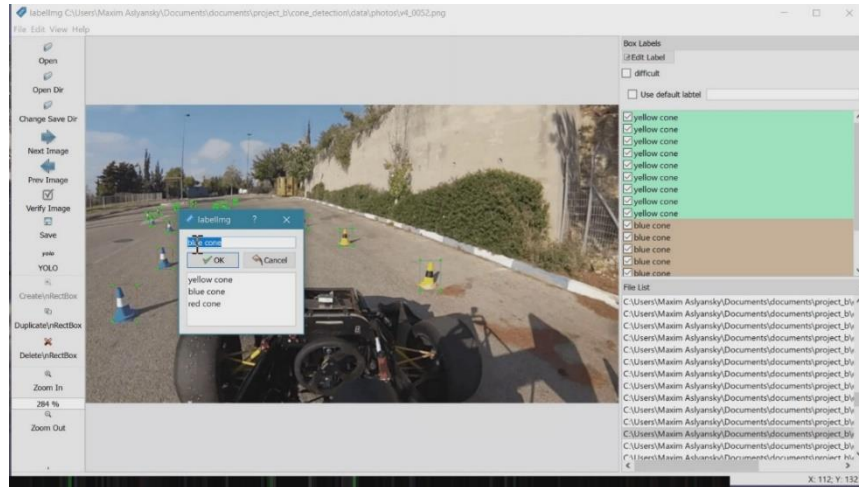 labelImg C:\Users\Maxim Aslyansky\Documents\documents\project_b\cone_detection\data\photos\v4_0052.png
File Edit View Help
Open
Open Dir
Change Save Dir
Next Image
Prev Image
Verify Image
Save
yolo
YOLO
Create\nRectBox
Duplicate\nRectBox
Delete\nRectBox
Zoom In
284 %
Zoom Out
labelImg ? ×
blue cone
OK Cancel
yellow cone
blue cone
red cone
Box Labels
Edit Label
difficult
Use default labtel
yellow cone
yellow cone
yellow cone
yellow cone
yellow cone
yellow cone
yellow cone
yellow cone
yellow cone
blue cone
blue cone
blue cone
blue cone
blue cone
File List
C:\Users\Maxim Aslyansky\Documents\documents\project_b\
C:\Users\Maxim Aslyansky\Documents\documents\project_b\
C:\Users\Maxim Aslyansky\Documents\documents\project_b\
C:\Users\Maxim Aslyansky\Documents\documents\project_b\
C:\Users\Maxim Aslyansky\Documents\documents\project_b\
C:\Users\Maxim Aslyansky\Documents\documents\project_b\
C:\Users\Maxim Aslyansky\Documents\documents\project_b\
C:\Users\Maxim Aslyansky\Documents\documents\project_b\
C:\Users\Maxim Aslyansky\Documents\documents\project_b\
C:\Users\Maxim Aslyansky\Documents\documents\project_b\
C:\Users\Maxim Aslyansky\Documents\documents\project_b\
C:\Users\Maxim Aslyansky\Documents\documents\project_b\
C:\Users\Maxim Aslyansky\Documents\documents\project_b\
C:\Users\Maxim Aslyansky\Documents\documents\project_b\
X: 112; Y: 132